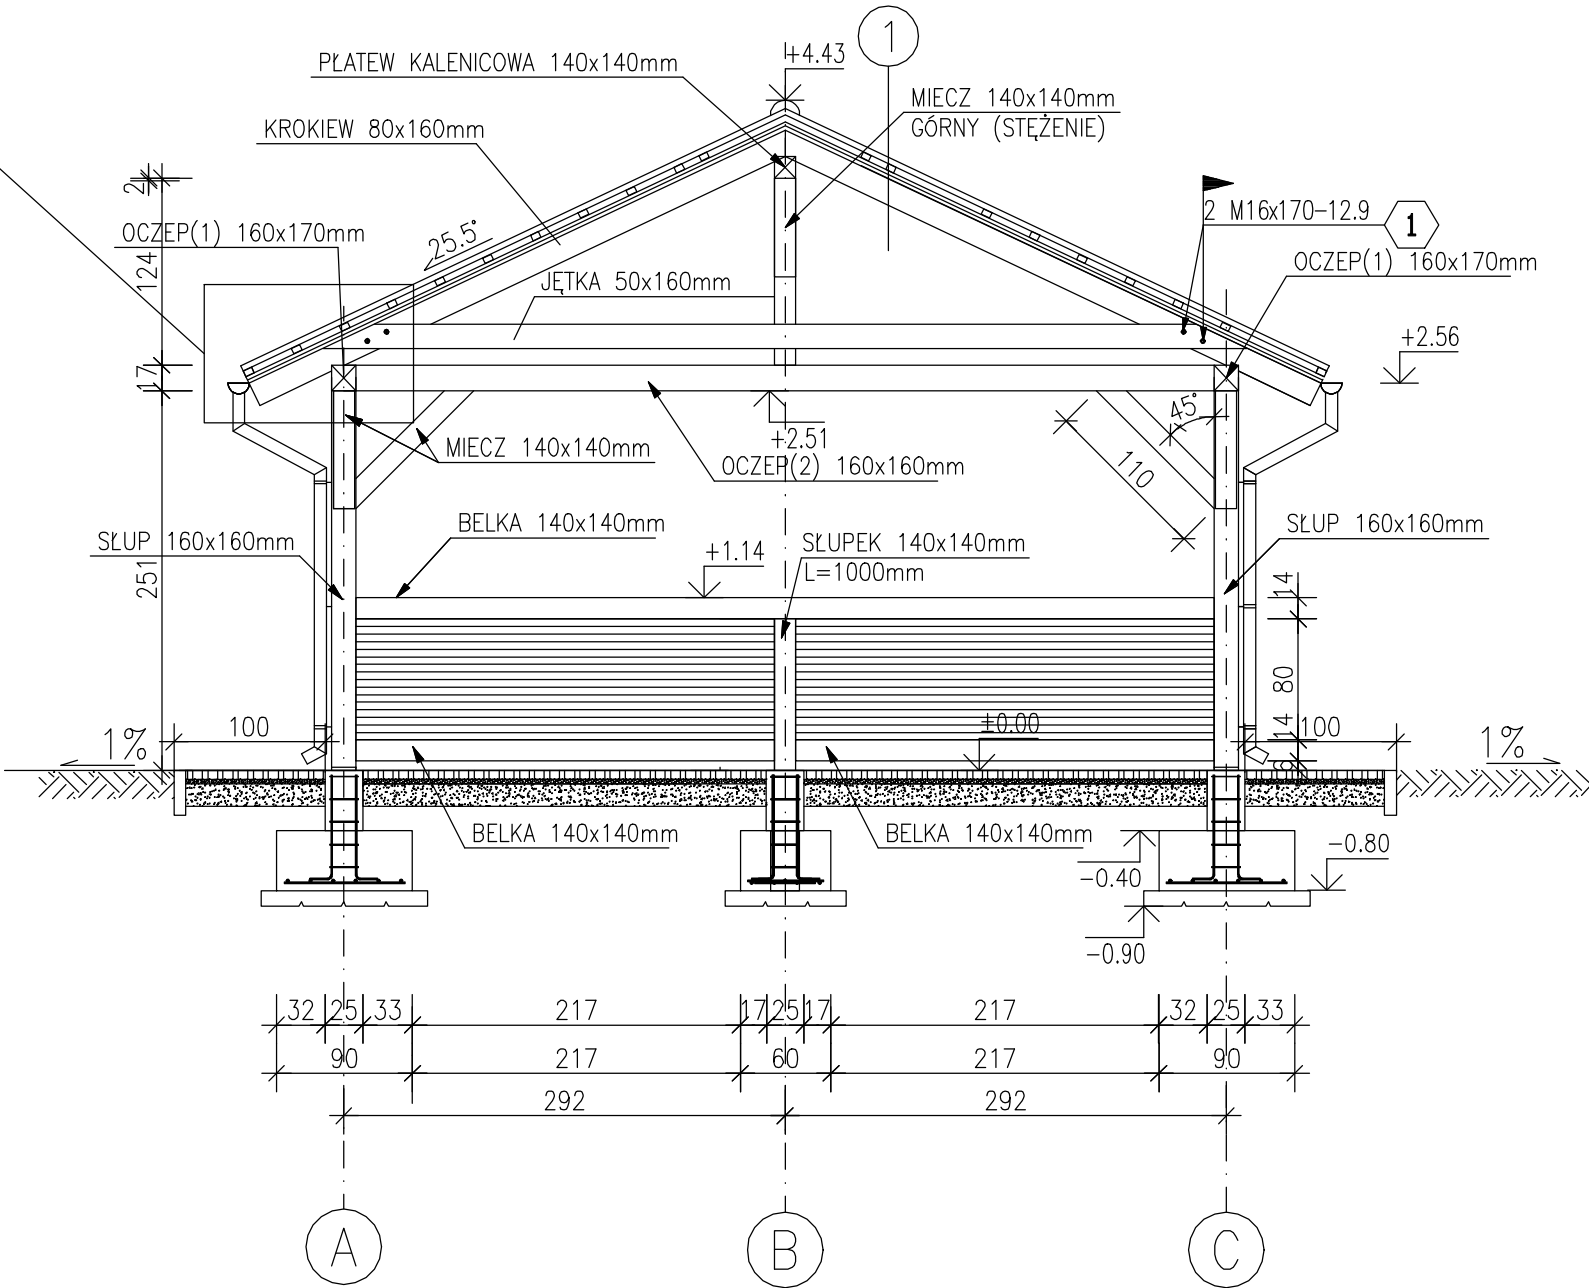 +4.43
1
PŁATEW KALENICOWA 140x140mm
MIECZ 140x140mm
GÓRNY (STĘŻENIE)
KROKIEW 80x160mm
2
2 M16x170-12.9
1
OCZEP(1) 160x170mm
25.5°
OCZEP(1) 160x170mm
124
JĘTKA 50x160mm
+2.56
17
45°
+2.51
MIECZ 140x140mm
OCZEP(2) 160x160mm
110
BELKA 140x140mm
SŁUP 160x160mm
SŁUP 160x160mm
SŁUPEK 140x140mm
L=1000mm
+1.14
251
14
80
14
100
±0.00
100
1%
1%
BELKA 140x140mm
BELKA 140x140mm
-0.40
-0.80
-0.90
32 25 33 217 17 25 17 217 32 25 33
90 217 60 217 90
292 292
A B C